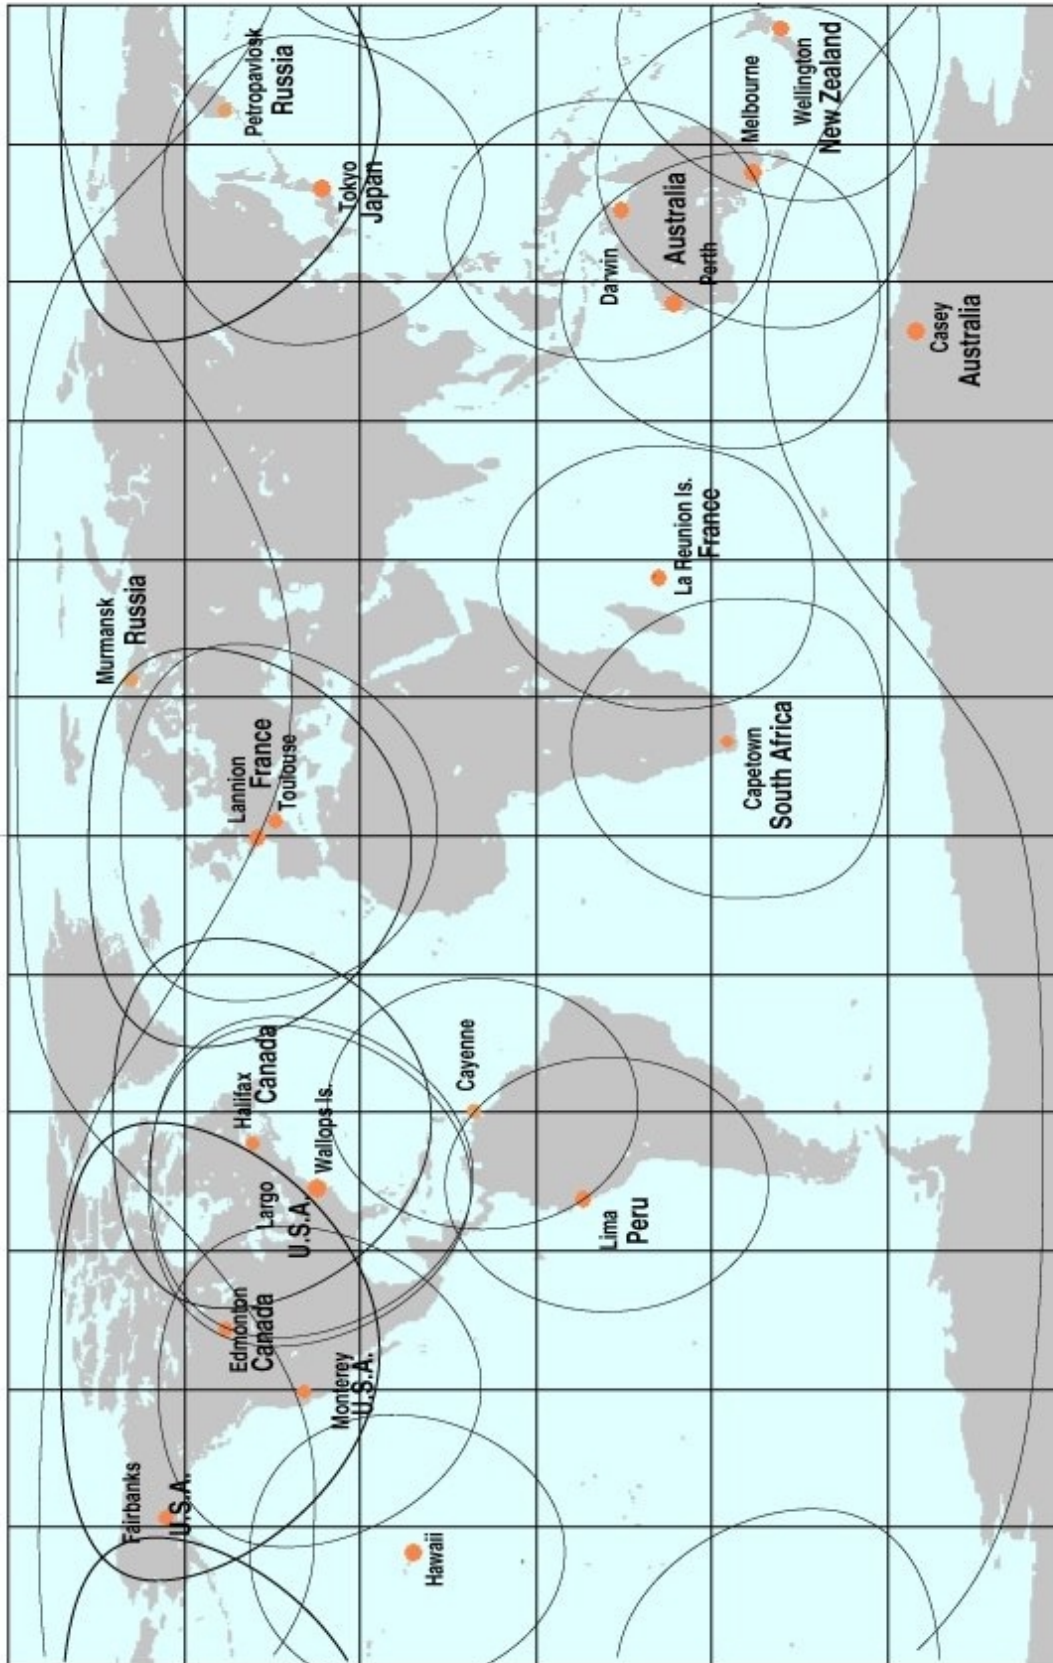 Fairbanks
U.S.A.
Hawaii
Monterey
U.S.A.
Edmonton
Canada
Largo
U.S.A.
Wallops Is.
Halifax
Canada
Cayenne
Lima
Peru
Lannion
France
Toulouse
Murmansk
Russia
Capetown
South Africa
La Reunion Is.
France
Petropavlosk
Russia
Tokyo
Japan
Darwin
Australia
Perth
Melbourne
Wellington
New Zealand
Casey
Australia